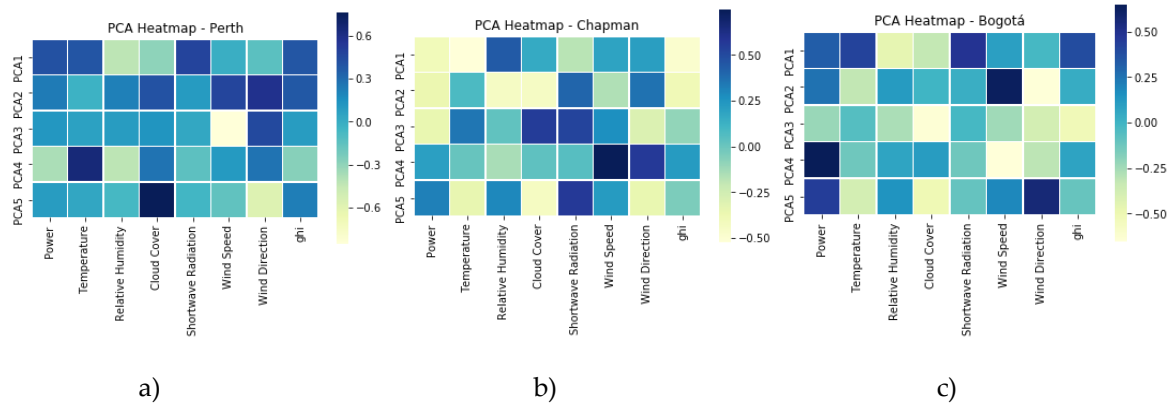 PCA Heatmap - Perth
PCA1
PCA2
PCA3
PCA4
PCA5
Power
Temperature
Relative Humidity
Cloud Cover
Shortwave Radiation
Wind Speed
Wind Direction
ghi
0.6
0.3
0.0
−0.3
−0.6
a)
PCA Heatmap - Chapman
PCA1
PCA2
PCA3
PCA4
PCA5
Power
Temperature
Relative Humidity
Cloud Cover
Shortwave Radiation
Wind Speed
Wind Direction
ghi
0.50
0.25
0.00
−0.25
−0.50
b)
PCA Heatmap - Bogotá
PCA1
PCA2
PCA3
PCA4
PCA5
Power
Temperature
Relative Humidity
Cloud Cover
Shortwave Radiation
Wind Speed
Wind Direction
ghi
0.50
0.25
0.00
−0.25
−0.50
c)